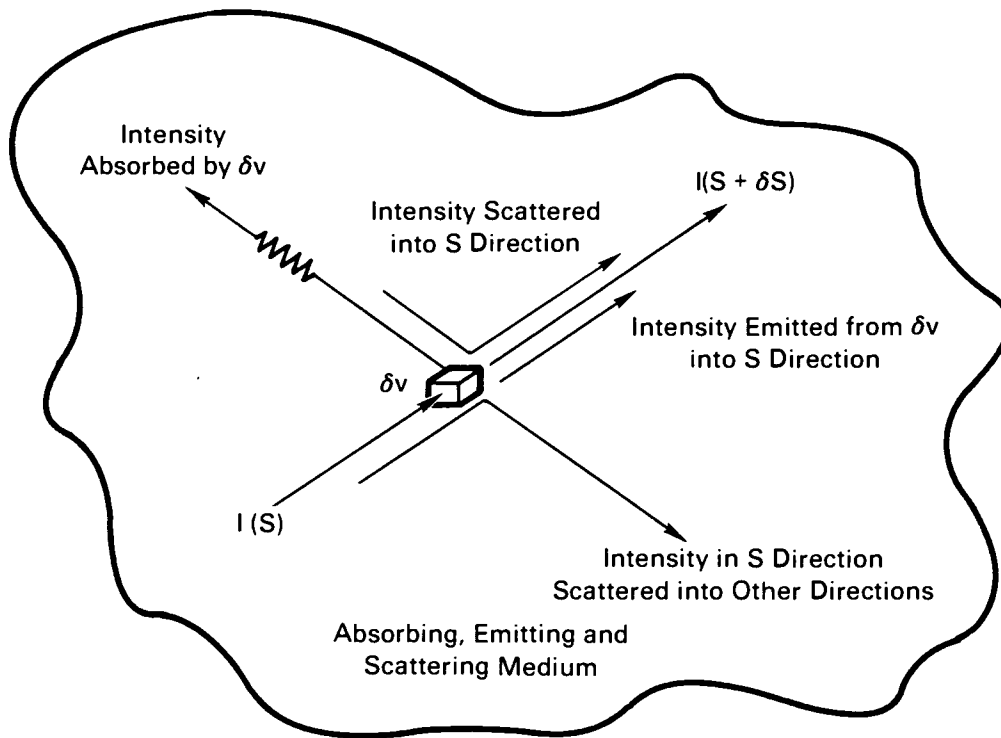 Intensity
Absorbed by δv
I(S + δS)
Intensity Scattered
into S Direction
Intensity Emitted from δv
into S Direction
δv
I (S)
Intensity in S Direction
Scattered into Other Directions
Absorbing, Emitting and
Scattering Medium